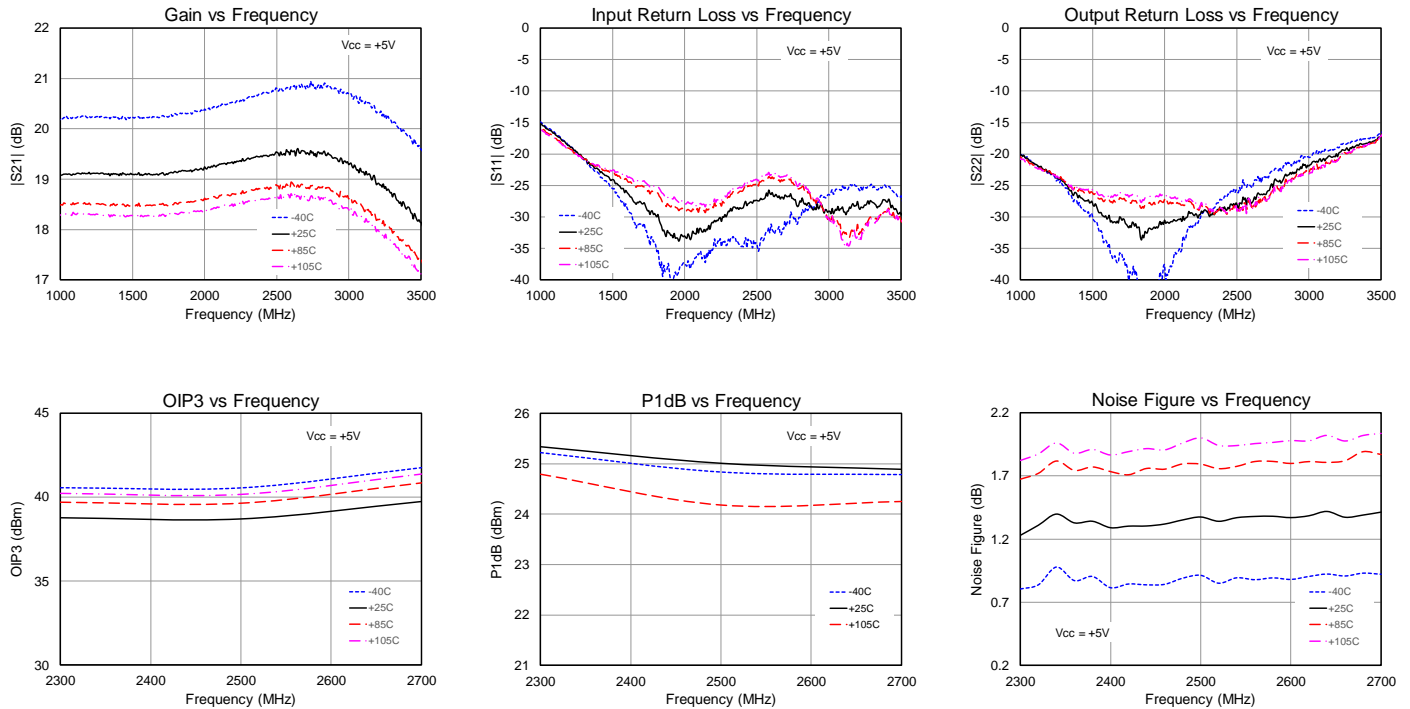 Gain vs Frequency
22
21
20
19
18
17
|S21| (dB)
Vcc = +5V
-40C
+25C
+85C
+105C
1000 1500 2000 2500 3000 3500
Frequency (MHz)
Input Return Loss vs Frequency
0
-5
-10
-15
-20
-25
-30
-35
-40
|S11| (dB)
Vcc = +5V
-40C
+25C
+85C
+105C
1000 1500 2000 2500 3000 3500
Frequency (MHz)
Output Return Loss vs Frequency
0
-5
-10
-15
-20
-25
-30
-35
-40
|S22| (dB)
Vcc = +5V
-40C
+25C
+85C
+105C
1000 1500 2000 2500 3000 3500
Frequency (MHz)
OIP3 vs Frequency
45
40
35
30
OIP3 (dBm)
Vcc = +5V
-40C
+25C
+85C
+105C
2300 2400 2500 2600 2700
Frequency (MHz)
P1dB vs Frequency
26
25
24
23
22
21
P1dB (dBm)
Vcc = +5V
-40C
+25C
+105C
2300 2400 2500 2600 2700
Frequency (MHz)
Noise Figure vs Frequency
2.2
1.7
1.2
0.7
0.2
Noise Figure (dB)
-40C
+25C
+85C
+105C
Vcc = +5V
2300 2400 2500 2600 2700
Frequency (MHz)